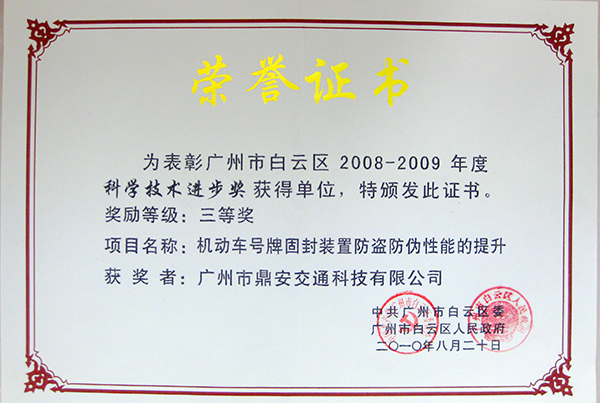 荣誉证书
为表彰广州市白云区 2008-2009 年度
科学技术进步奖 获得单位，特颁发此证书。
奖励等级：三等奖
项目名称：机动车号牌固封装置防盗防伪性能的提升
获 奖 者：广州市鼎安交通科技有限公司
中共广州市白云区委
广州市白云区人民政府
二〇一〇年八月二十日